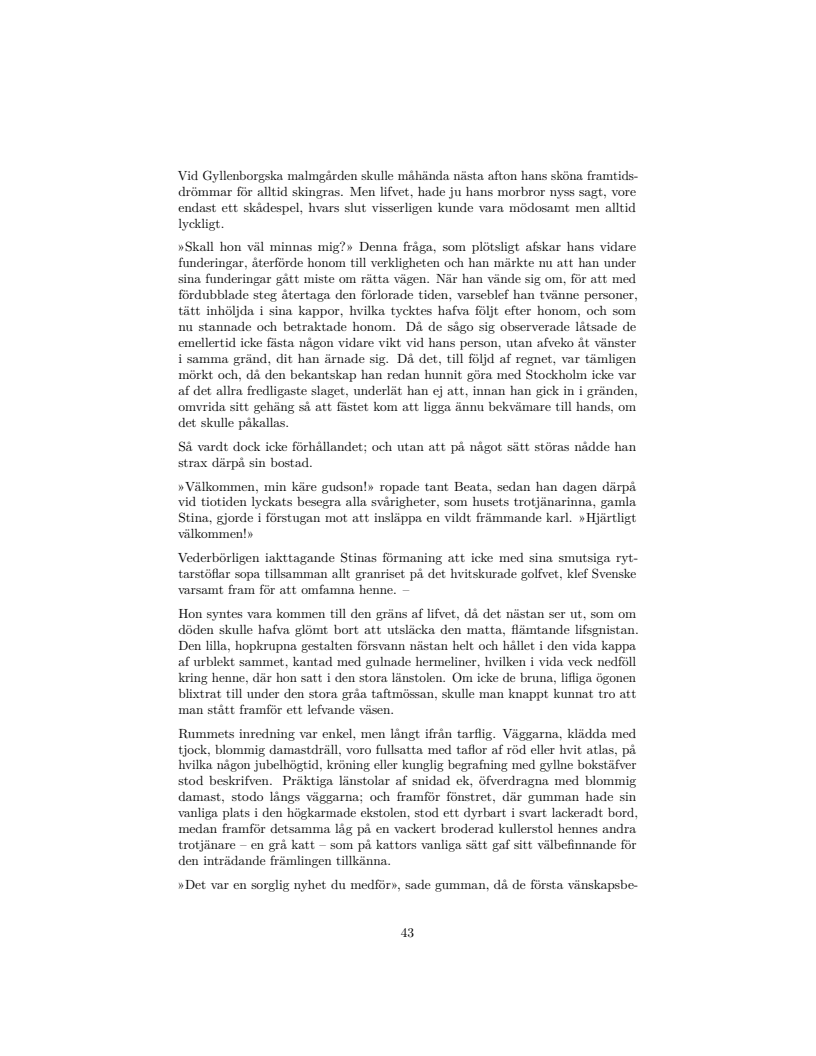 Vid Gyllenborgska malmgården skulle måhända nästa afton hans sköna framtids-
drömmar för alltid skingras. Men lifvet, hade ju hans morbror nyss sagt, vore
endast ett skådespel, hvars slut visserligen kunde vara mödosamt men alltid
lyckligt.
»Skall hon väl minnas mig?» Denna fråga, som plötsligt afskar hans vidare
funderingar, återförde honom till verkligheten och han märkte nu att han under
sina funderingar gått miste om rätta vägen. När han vände sig om, för att med
fördubblade steg återtaga den förlorade tiden, varseblef han tvänne personer,
tätt inhöljda i sina kappor, hvilka tycktes hafva följt efter honom, och som
nu stannade och betraktade honom. Då de sågo sig observerade låtsade de
emellertid icke fästa någon vidare vikt vid hans person, utan afveko åt vänster
i samma gränd, dit han ärnade sig. Då det, till följd af regnet, var tämligen
mörkt och, då den bekantskap han redan hunnit göra med Stockholm icke var
af det allra fredligaste slaget, underlät han ej att, innan han gick in i gränden,
omvrida sitt gehäng så att fästet kom att ligga ännu bekvämare till hands, om
det skulle påkallas.
Så vardt dock icke förhållandet; och utan att på något sätt störas nådde han
strax därpå sin bostad.
»Välkommen, min käre gudson!» ropade tant Beata, sedan han dagen därpå
vid tiotiden lyckats besegra alla svårigheter, som husets trotjänarinna, gamla
Stina, gjorde i förstugan mot att insläppa en vildt främmande karl. »Hjärtligt
välkommen!»
Vederbörligen iakttagande Stinas förmaning att icke med sina smutsiga ryt-
tarstöflar sopa tillsamman allt granriset på det hvitskurade golfvet, klef Svenske
varsamt fram för att omfamna henne. –
Hon syntes vara kommen till den gräns af lifvet, då det nästan ser ut, som om
döden skulle hafva glömt bort att utsläcka den matta, flämtande lifsgnistan.
Den lilla, hopkrupna gestalten försvann nästan helt och hållet i den vida kappa
af urblekt sammet, kantad med gulnade hermeliner, hvilken i vida veck nedföll
kring henne, där hon satt i den stora länstolen. Om icke de bruna, lifliga ögonen
blixtrat till under den stora gråa taftmössan, skulle man knappt kunnat tro att
man stått framför ett lefvande väsen.
Rummets inredning var enkel, men långt ifrån tarflig. Väggarna, klädda med
tjock, blommig damastdräll, voro fullsatta med taflor af röd eller hvit atlas, på
hvilka någon jubelhögtid, kröning eller kunglig begrafning med gyllne bokstäfver
stod beskrifven. Präktiga länstolar af snidad ek, öfverdragna med blommig
damast, stodo långs väggarna; och framför fönstret, där gumman hade sin
vanliga plats i den högkarmade ekstolen, stod ett dyrbart i svart lackeradt bord,
medan framför detsamma låg på en vackert broderad kullerstol hennes andra
trotjänare – en grå katt – som på kattors vanliga sätt gaf sitt välbefinnande för
den inträdande främlingen tillkänna.
»Det var en sorglig nyhet du medför», sade gumman, då de första vänskapsbe-
43